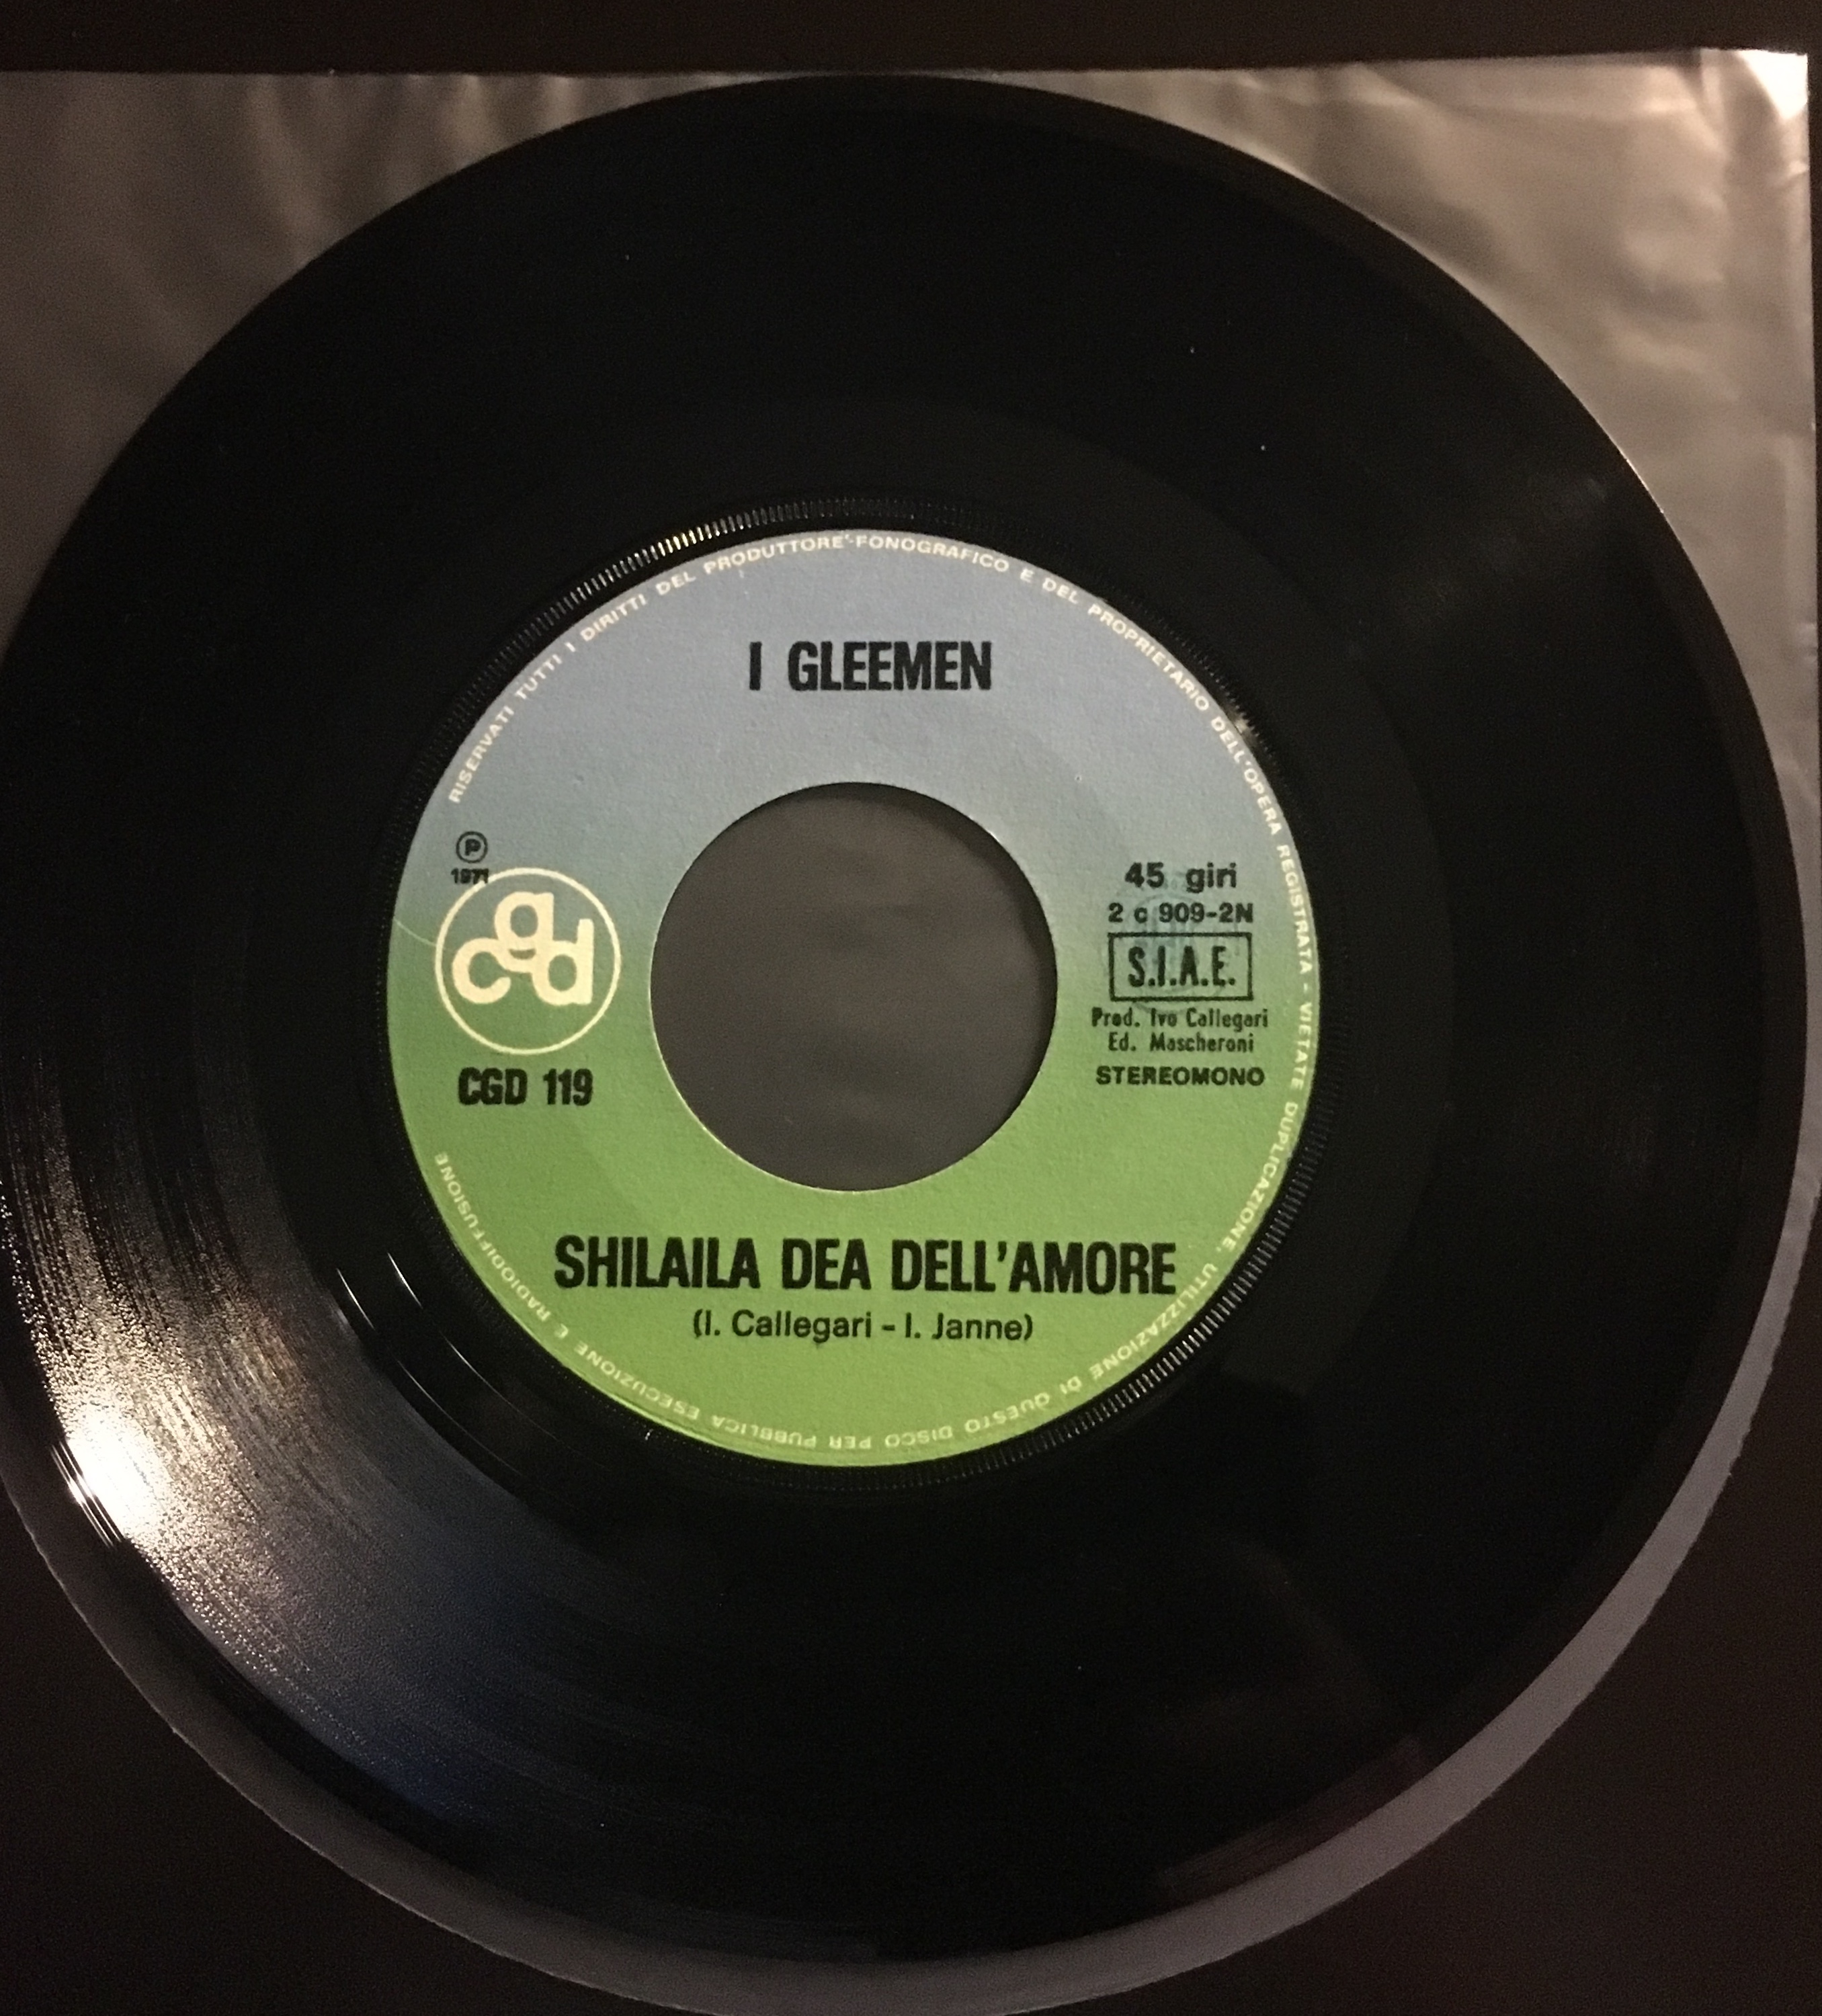 RISERVATI TUTTI I DIRITTI DEL PRODUTTORE FONOGRAFICO E DEL PROPRIETARIO DELL'OPERA REGISTRATA - VIETATE DUPLICAZIONE, UTILIZZAZIONE DI QUESTO DISCO PER PUBBLICA ESECUZIONE E RADIODIFFUSIONE
I GLEEMEN
P
1971
cgd
CGD 119
45 giri
2 c 909-2N
S.I.A.E.
Prod. Ivo Callegari
Ed. Mascheroni
STEREOMONO
SHILAILA DEA DELL'AMORE
(I. Callegari - I. Janne)